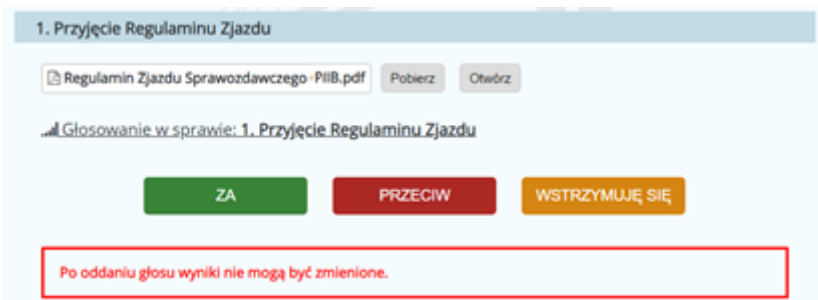 1. Przyjęcie Regulaminu Zjazdu
Regulamin Zjazdu Sprawozdawczego PIIB.pdf Pobierz Otwórz
Głosowanie w sprawie: 1. Przyjęcie Regulaminu Zjazdu
ZA PRZECIW WSTRZYMUJĘ SIĘ
Po oddaniu głosu wyniki nie mogą być zmienione.